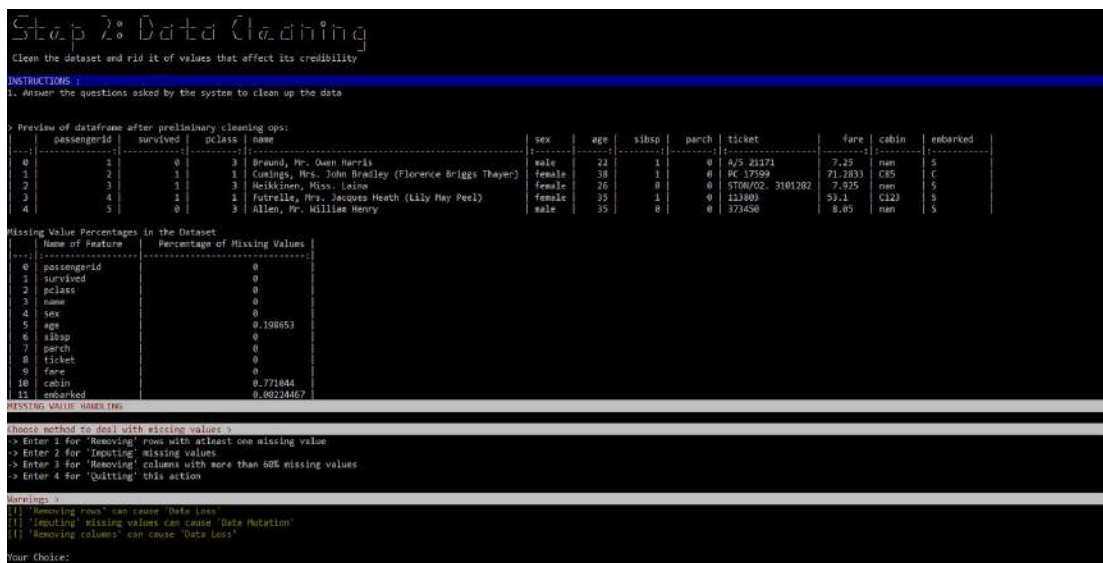 Step 2: Data Cleaning
Clean the dataset and rid it of values that affect its credibility
INSTRUCTIONS :
1. Answer the questions asked by the system to clean up the data
> Preview of dataframe after preliminary cleaning ops:
| | passengerid | survived | pclass | name | sex | age | sibsp | parch | ticket | fare | cabin | embarked |
| 0 | 1 | 0 | 3 | Braund, Mr. Owen Harris | male | 22 | 1 | 0 | A/5 21171 | 7.25 | nan | S |
| 1 | 2 | 1 | 1 | Cumings, Mrs. John Bradley (Florence Briggs Thayer) | female | 38 | 1 | 0 | PC 17599 | 71.2833 | C85 | C |
| 2 | 3 | 1 | 3 | Heikkinen, Miss. Laina | female | 26 | 0 | 0 | STON/O2. 3101282 | 7.925 | nan | S |
| 3 | 4 | 1 | 1 | Futrelle, Mrs. Jacques Heath (Lily May Peel) | female | 35 | 1 | 0 | 113803 | 53.1 | C123 | S |
| 4 | 5 | 0 | 3 | Allen, Mr. William Henry | male | 35 | 0 | 0 | 373450 | 8.05 | nan | S |
Missing Value Percentages in the Dataset
| | Name of Feature | Percentage of Missing Values |
| 0 | passengerid | 0 |
| 1 | survived | 0 |
| 2 | pclass | 0 |
| 3 | name | 0 |
| 4 | sex | 0 |
| 5 | age | 0.198653 |
| 6 | sibsp | 0 |
| 7 | parch | 0 |
| 8 | ticket | 0 |
| 9 | fare | 0 |
| 10 | cabin | 0.771044 |
| 11 | embarked | 0.00224467 |
MISSING VALUE HANDLING
Choose method to deal with missing values >
-> Enter 1 for 'Removing' rows with atleast one missing value
-> Enter 2 for 'Imputing' missing values
-> Enter 3 for 'Removing' columns with more than 60% missing values
-> Enter 4 for 'Quitting' this action
Warnings >
[!] 'Removing rows' can cause 'Data Loss'
[!] 'Imputing' missing values can cause 'Data Mutation'
[!] 'Removing columns' can cause 'Data Loss'
Your Choice: